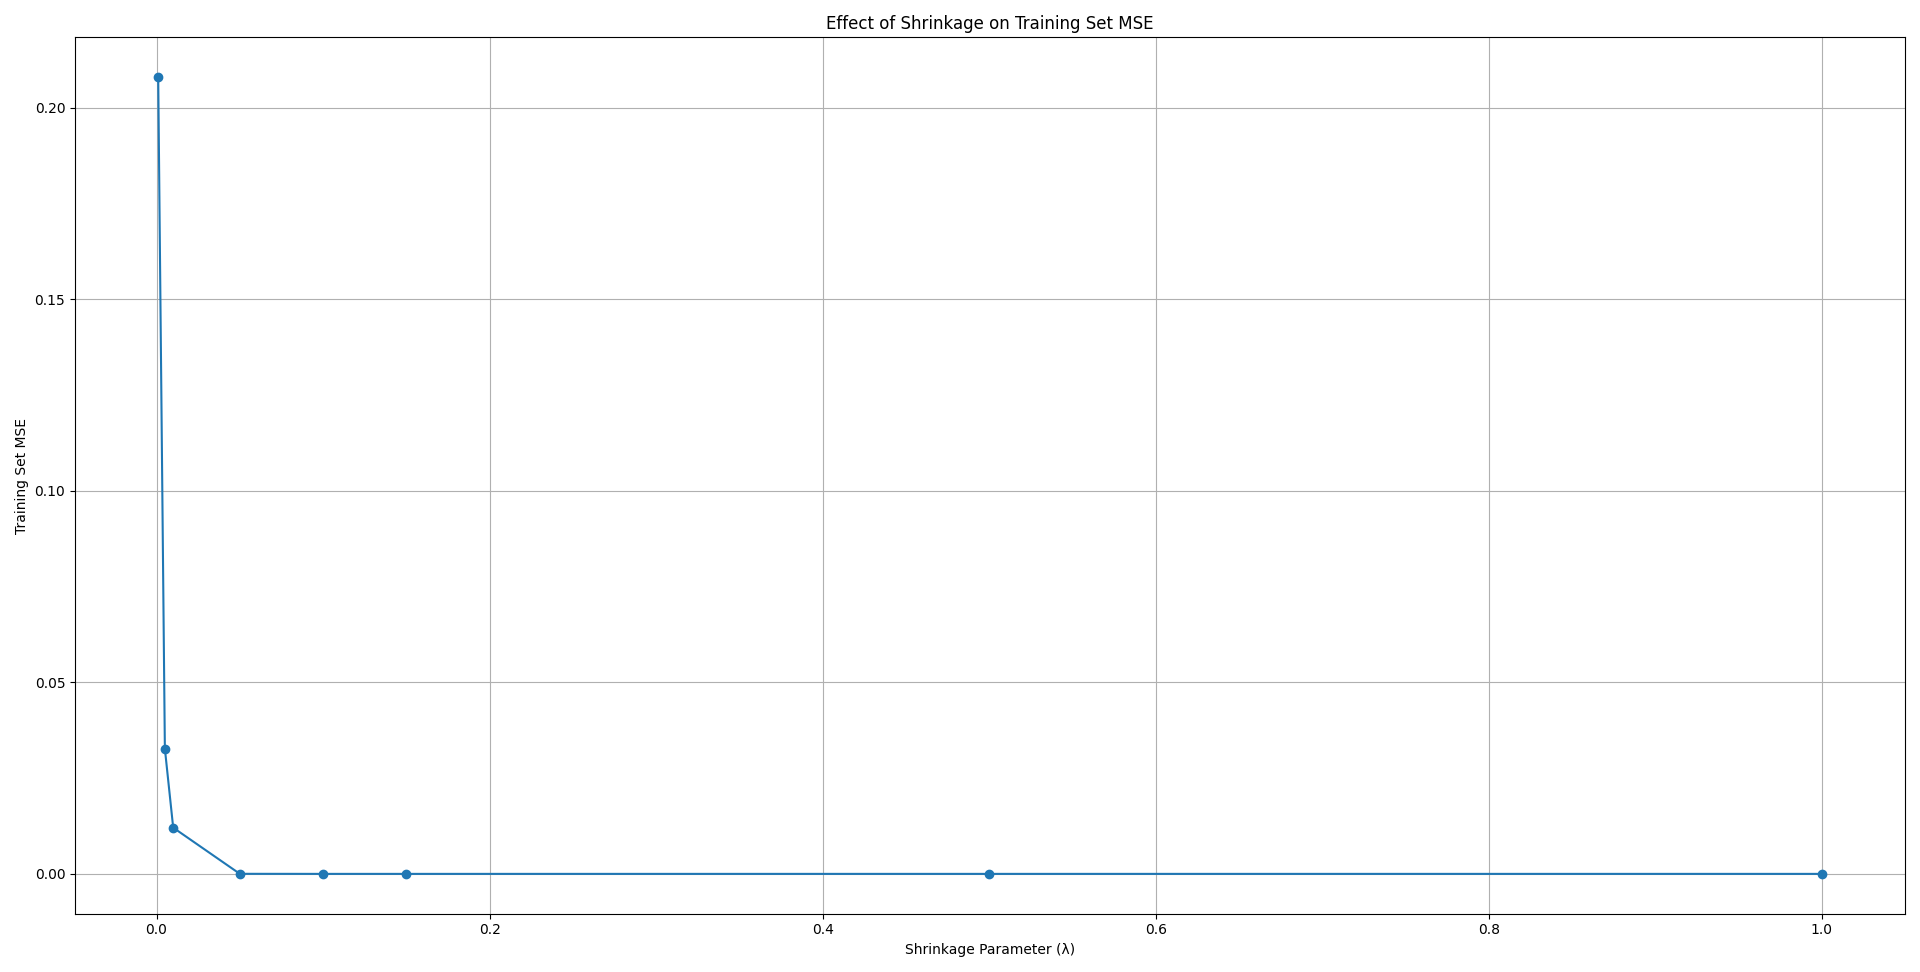 Effect of Shrinkage on Training Set MSE
0.20
0.15
0.10
0.05
0.00
Training Set MSE
0.0 0.2 0.4 0.6 0.8 1.0
Shrinkage Parameter (λ)